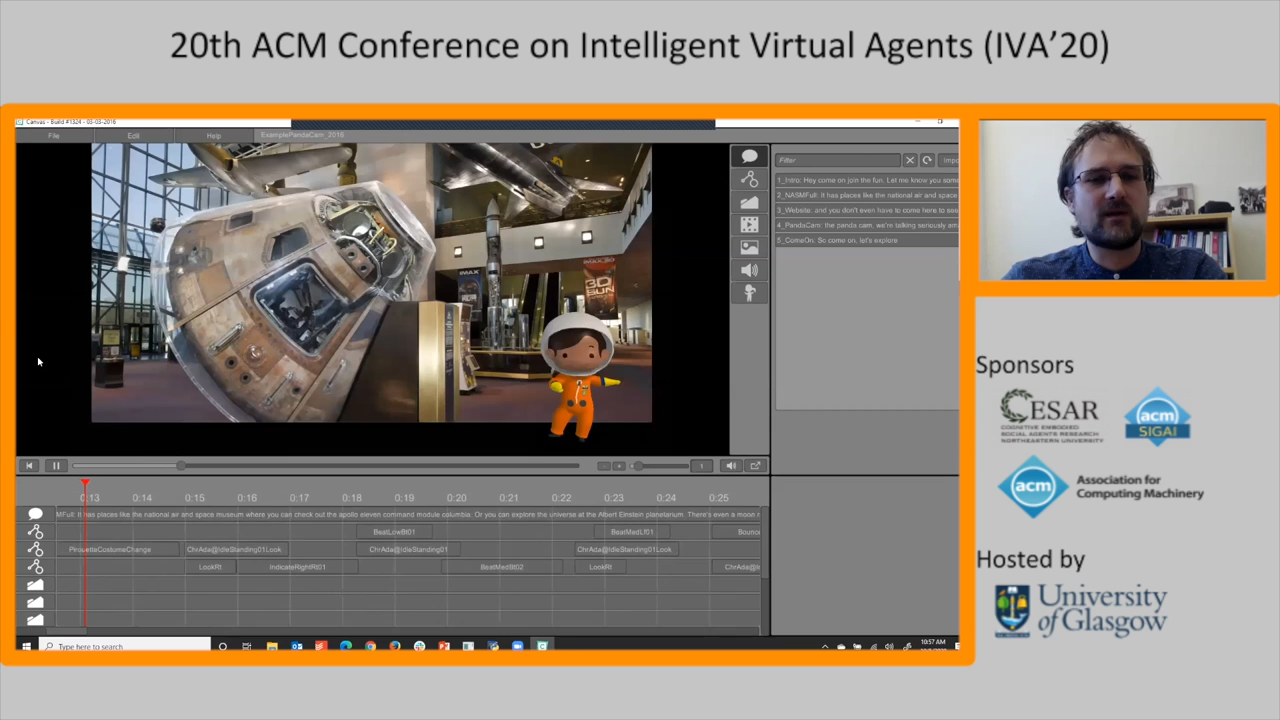 20th ACM Conference on Intelligent Virtual Agents (IVA'20)
Canvas - Build #1324 - 03-03-2016
File Edit Help ExamplePandaCam_2016
Filter
Impo
1_Intro: Hey come on join the fun. Let me know you some
2_NASMFull: It has places like the national air and space
3_Website: and you don't even have to come here to see
4_PandaCam: the panda cam, we're talking seriously am
5_ComeOn: So come on, let's explore
IMAX
3D
SUN
1
0:13 0:14 0:15 0:16 0:17 0:18 0:19 0:20 0:21 0:22 0:23 0:24 0:25
MFull: It has places like the national air and space museum where you can check out the apollo eleven command module columbia. Or you can explore the universe at the Albert Einstein planetarium. There's even a moon
BeatLowBt01 BeatMedLf01 Bounc
PirouetteCostumeChange ChrAda@IdleStanding01Look ChrAda@IdleStanding01 ChrAda@IdleStanding01Look
LookRt IndicateRightRt01 BeatMedBt02 LookRt ChrAda@I
Type here to search
10:57 AM
Sponsors
CESAR
COGNITIVE EMBODIED
SOCIAL AGENTS RESEARCH
NORTHEASTERN UNIVERSITY
acm
SIGAI
acm
Association for
Computing Machinery
Hosted by
University
of Glasgow